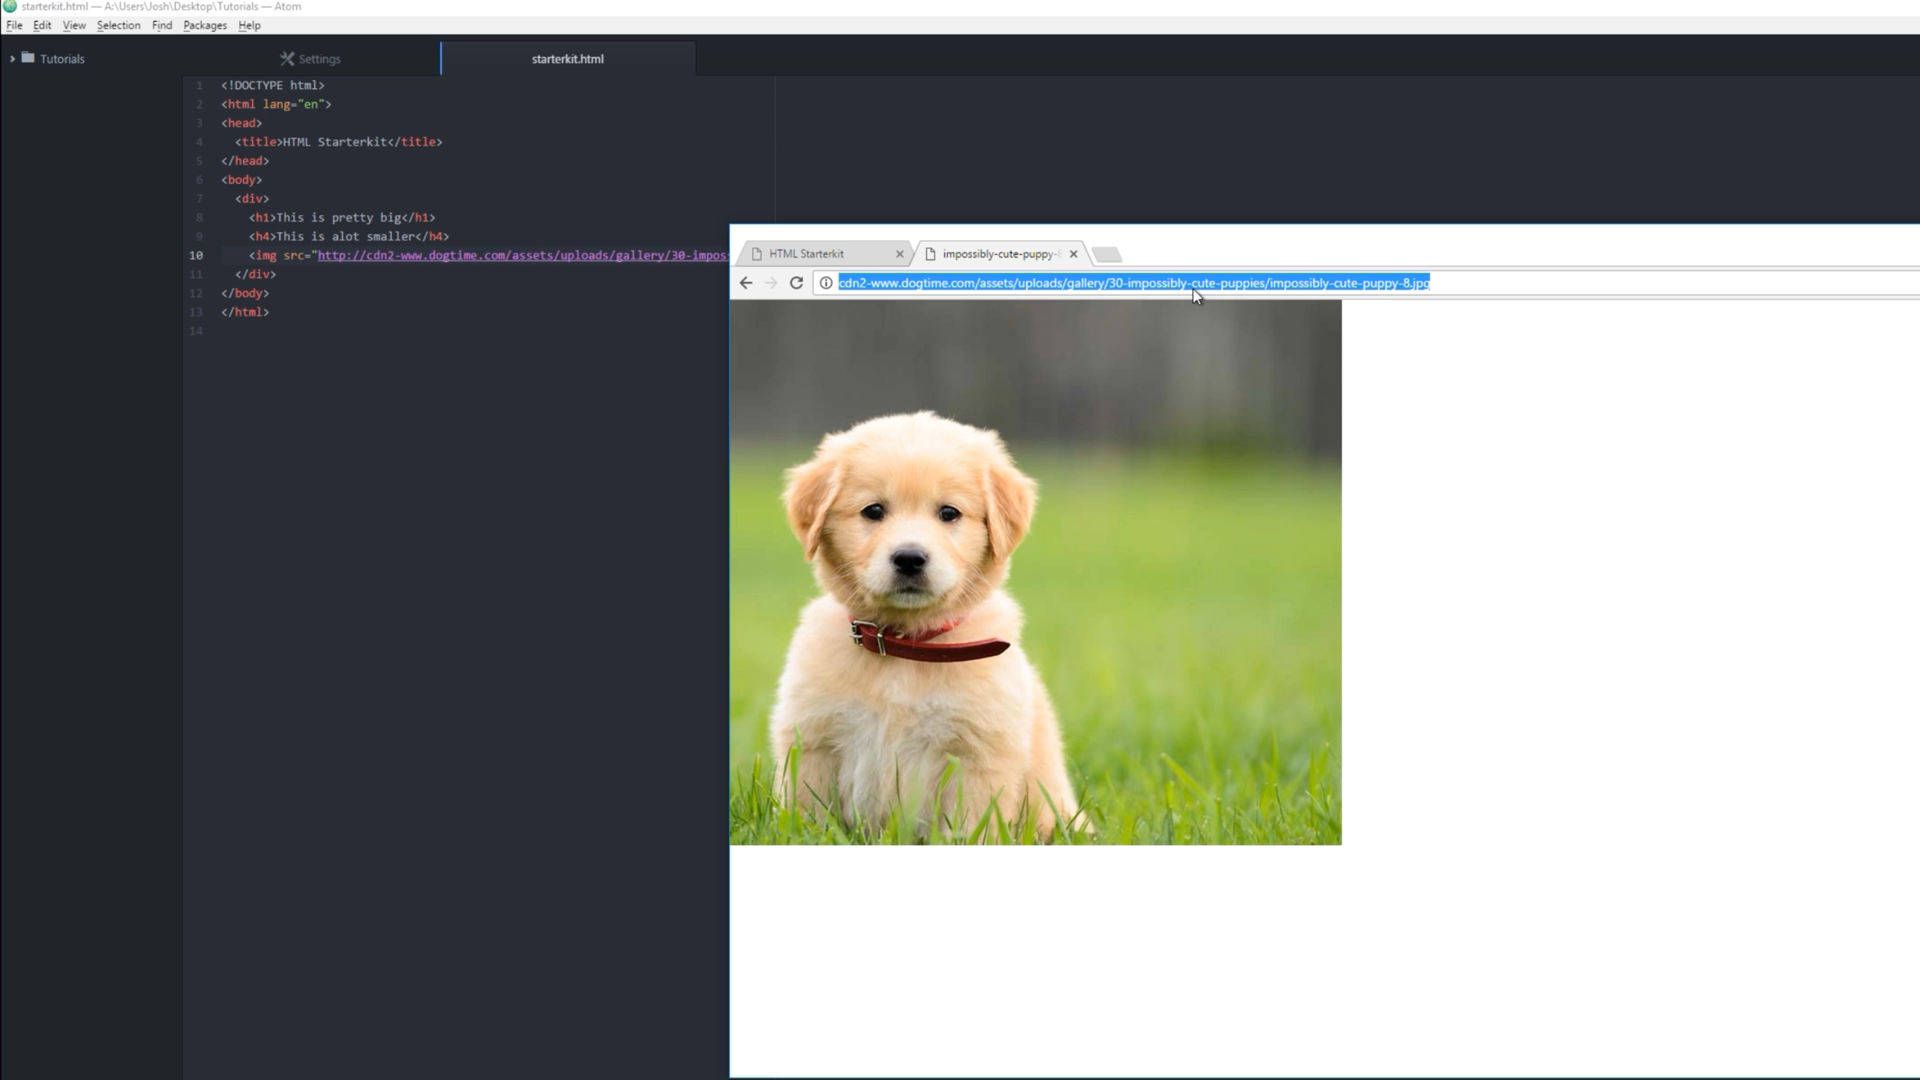 starterkit.html — A:\Users\Josh\Desktop\Tutorials — Atom
File Edit View Selection Find Packages Help
Tutorials
Settings
starterkit.html
1 <!DOCTYPE html>
2 <html lang="en">
3 <head>
4 <title>HTML Starterkit</title>
5 </head>
6 <body>
7 <div>
8 <h1>This is pretty big</h1>
9 <h4>This is alot smaller</h4>
10 <img src="http://cdn2-www.dogtime.com/assets/uploads/gallery/30-impos
11 </div>
12 </body>
13 </html>
14
HTML Starterkit
impossibly-cute-puppy-
cdn2-www.dogtime.com/assets/uploads/gallery/30-impossibly-cute-puppies/impossibly-cute-puppy-8.jpg